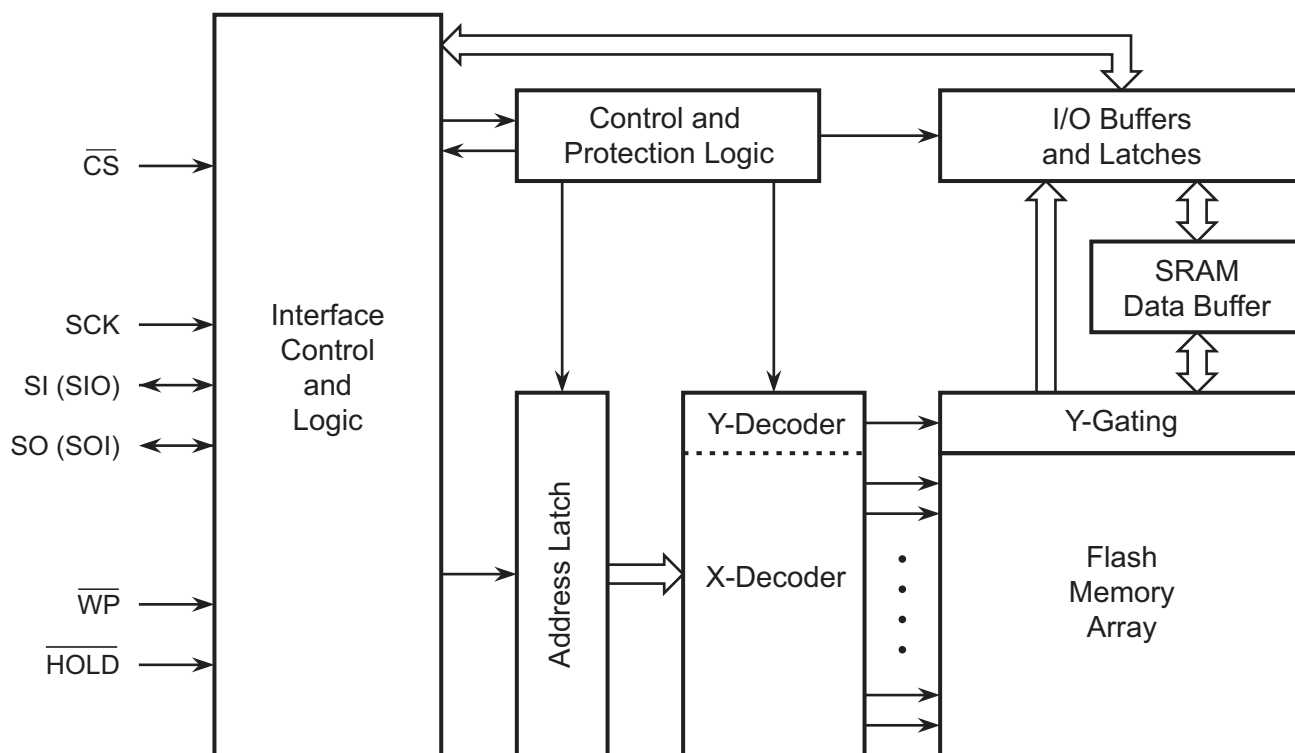 CS
SCK
SI (SIO)
SO (SOI)
WP
HOLD
Interface
Control
and
Logic
Control and
Protection Logic
I/O Buffers
and Latches
SRAM
Data Buffer
Address Latch
Y-Decoder
X-Decoder
Y-Gating
Flash
Memory
Array